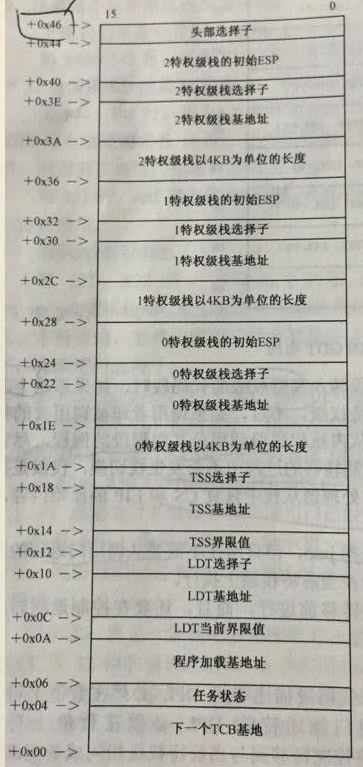 15 0
+0x46 -->
头部选择子
+0x44 -->
2特权级栈的初始ESP
+0x40 -->
2特权级栈选择子
+0x3E -->
2特权级栈基地址
+0x3A -->
2特权级栈以4KB为单位的长度
+0x36 -->
1特权级栈的初始ESP
+0x32 -->
1特权级栈选择子
+0x30 -->
1特权级栈基地址
+0x2C -->
1特权级栈以4KB为单位的长度
+0x28 -->
0特权级栈的初始ESP
+0x24 -->
0特权级栈选择子
+0x22 -->
0特权级栈基地址
+0x1E -->
0特权级栈以4KB为单位的长度
+0x1A -->
TSS选择子
+0x18 -->
TSS基地址
+0x14 -->
TSS界限值
+0x12 -->
LDT选择子
+0x10 -->
LDT基地址
+0x0C -->
LDT当前界限值
+0x0A -->
程序加载基地址
+0x06 -->
任务状态
+0x04 -->
下一个TCB基地
+0x00 -->